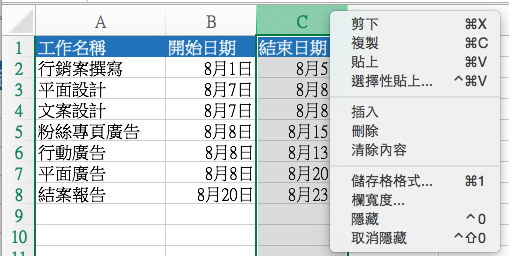 A B C
1 工作名稱 開始日期 結束日期
2 行銷案撰寫 8月1日 8月5
3 平面設計 8月7日 8月8
4 文案設計 8月7日 8月8
5 粉絲專頁廣告 8月8日 8月15
6 行動廣告 8月8日 8月13
7 平面廣告 8月8日 8月20
8 結案報告 8月20日 8月23
9
10
11
剪下 ⌘X
複製 ⌘C
貼上 ⌘V
選擇性貼上... ^⌘V
插入
刪除
清除內容
儲存格格式... ⌘1
欄寬度...
隱藏 ^0
取消隱藏 ^⇧0